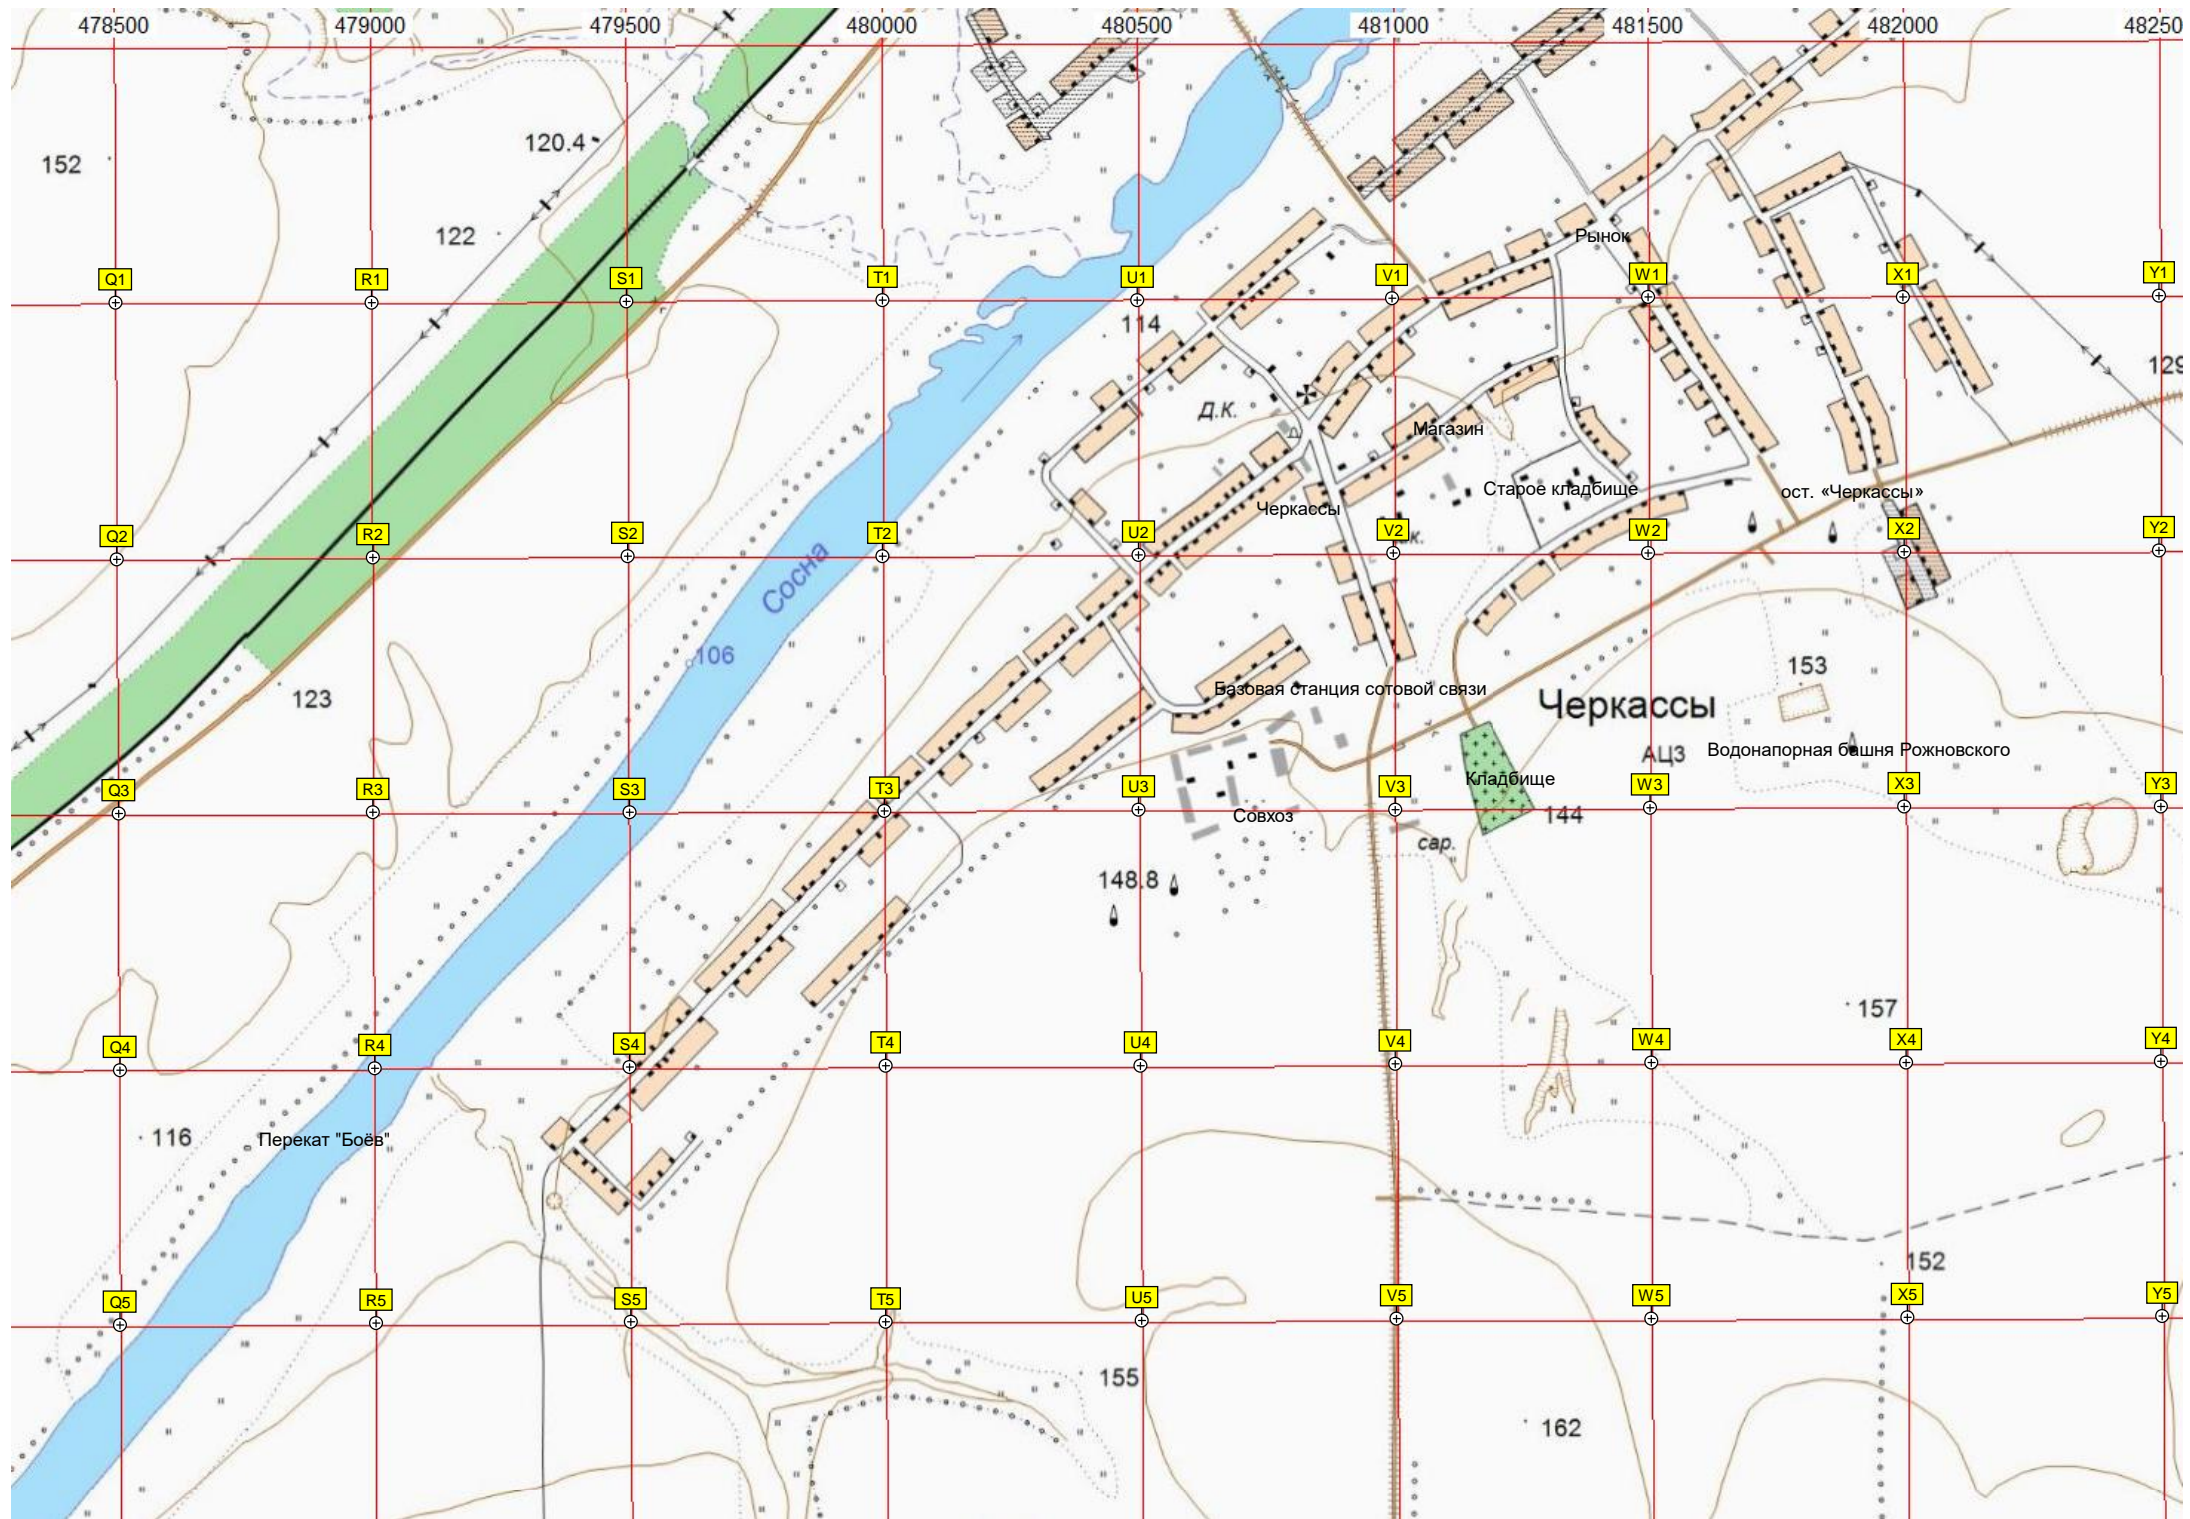 478500 479000 479500 480000 480500 481000 481500 482000 48250
120.4
152
122
Рынок
Q1 R1 S1 T1 U1 V1 W1 X1 Y1
114
129
Д.К.
Магазин
Старое кладбище
ост. «Черкассы»
Черкассы
Q2 R2 S2 T2 U2 V2 W2 X2 Y2
Сосна
106
153
Базовая станция сотовой связи
123
Черкассы
АЦЗ
Водонапорная башня Рожновского
Кладбище
Q3 R3 S3 T3 U3 V3 W3 X3 Y3
Совхоз
144
сар.
148.8
157
Q4 R4 S4 T4 U4 V4 W4 X4 Y4
116
Перекат "Боёв"
152
Q5 R5 S5 T5 U5 V5 W5 X5 Y5
155
162